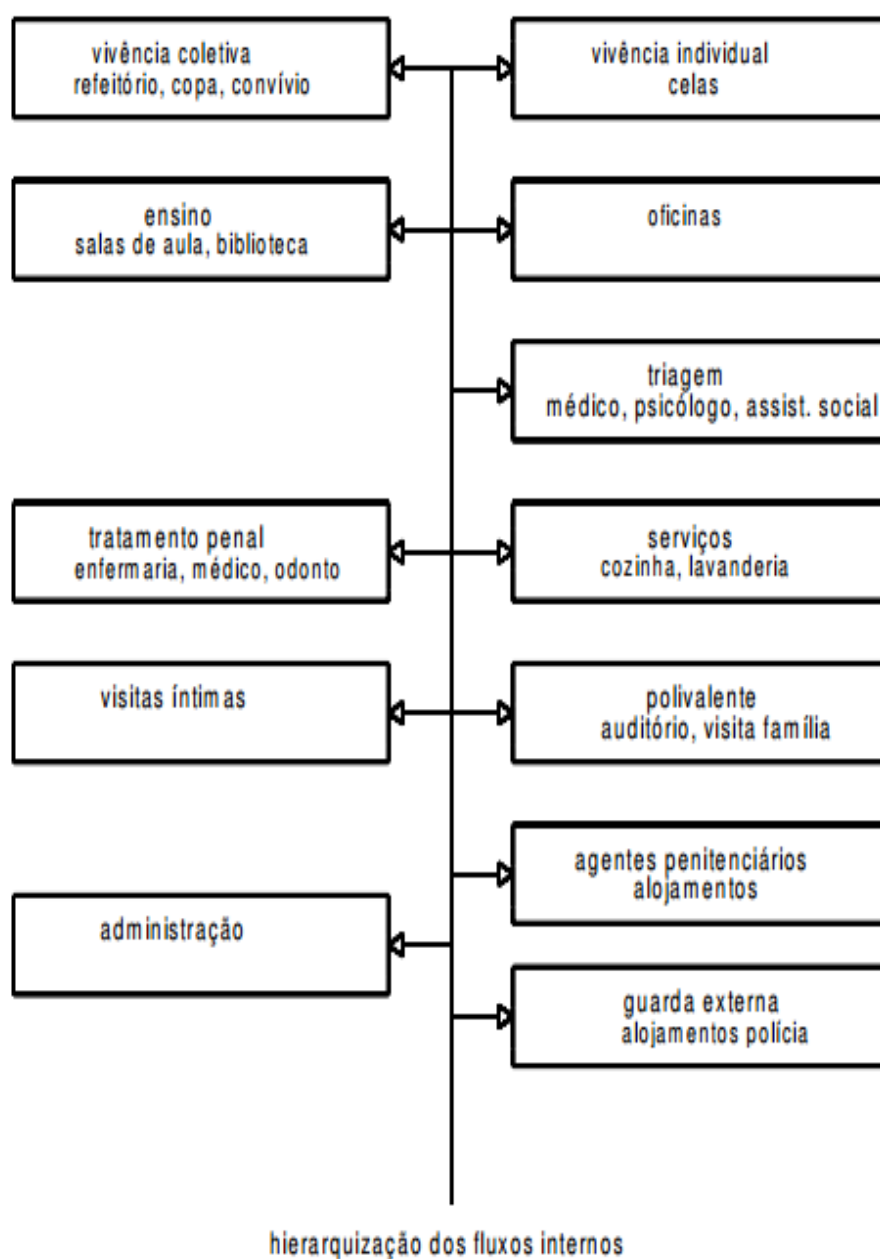 vivência coletiva
refeitório, copa, convívio
vivência individual
celas
ensino
salas de aula, biblioteca
oficinas
triagem
médico, psicólogo, assist. social
tratamento penal
enfermaria, médico, odonto
serviços
cozinha, lavanderia
visitas íntimas
polivalente
auditório, visita família
agentes penitenciários
alojamentos
administração
guarda externa
alojamentos polícia
hierarquização dos fluxos internos